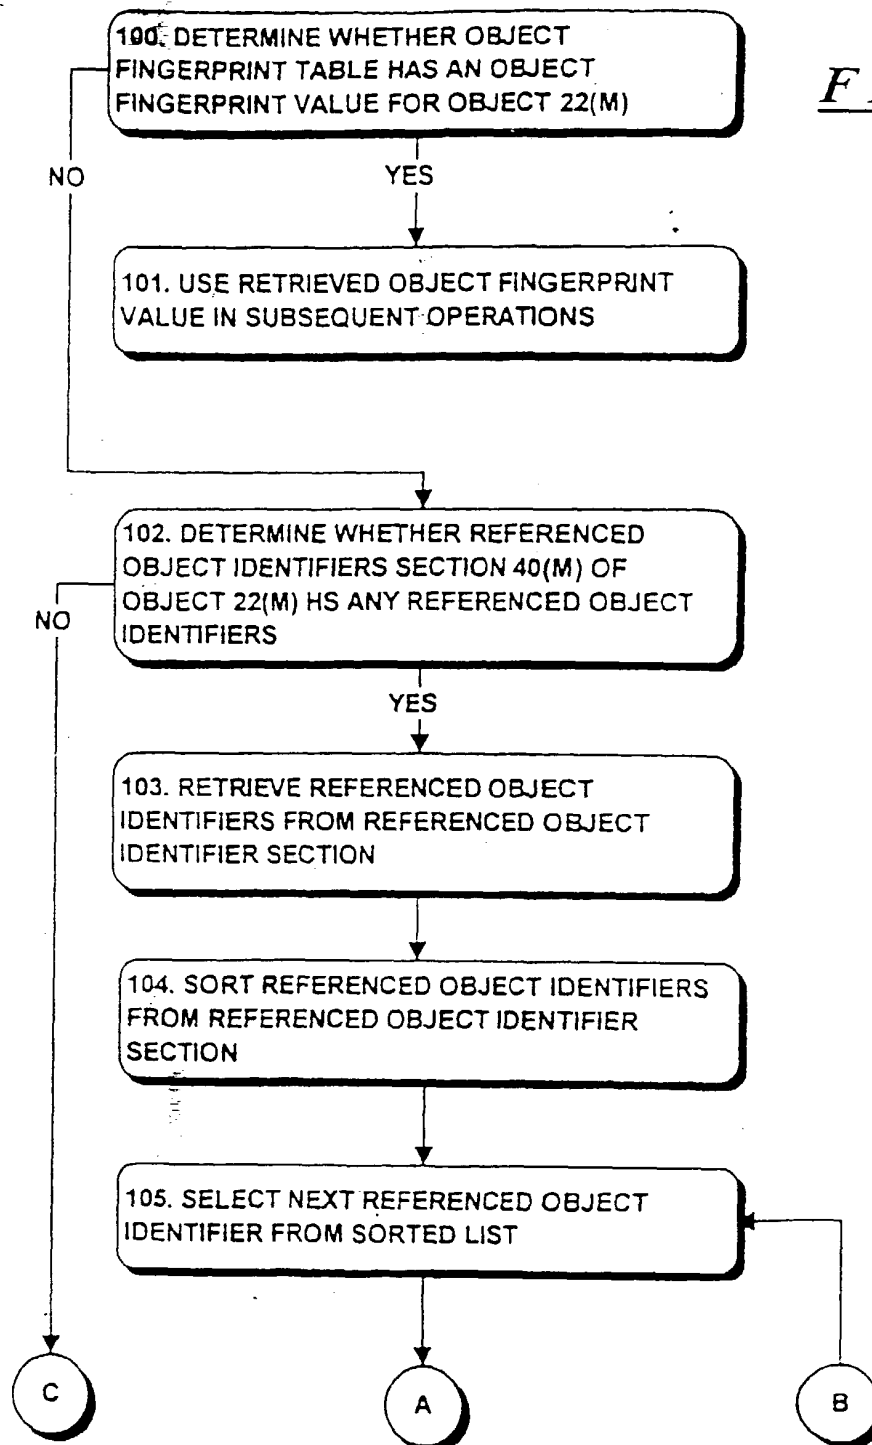 100. DETERMINE WHETHER OBJECT
FINGERPRINT TABLE HAS AN OBJECT
FINGERPRINT VALUE FOR OBJECT 22(M)
F
NO
YES
101. USE RETRIEVED OBJECT FINGERPRINT
VALUE IN SUBSEQUENT OPERATIONS
102. DETERMINE WHETHER REFERENCED
OBJECT IDENTIFIERS SECTION 40(M) OF
OBJECT 22(M) HS ANY REFERENCED OBJECT
IDENTIFIERS
NO
YES
103. RETRIEVE REFERENCED OBJECT
IDENTIFIERS FROM REFERENCED OBJECT
IDENTIFIER SECTION
104. SORT REFERENCED OBJECT IDENTIFIERS
FROM REFERENCED OBJECT IDENTIFIER
SECTION
105. SELECT NEXT REFERENCED OBJECT
IDENTIFIER FROM SORTED LIST
C
A
B